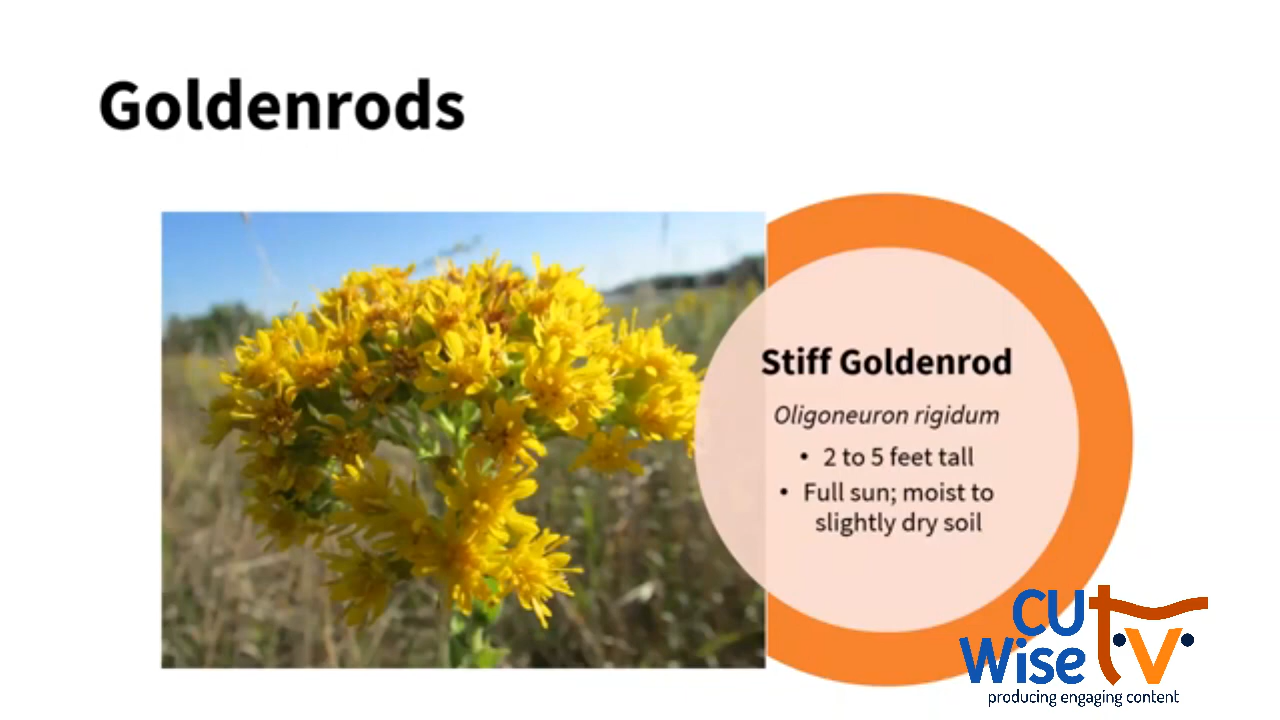 Goldenrods
Stiff Goldenrod
Oligoneuron rigidum
• 2 to 5 feet tall
• Full sun; moist to
slightly dry soil
CU
Wise tv
producing engaging content